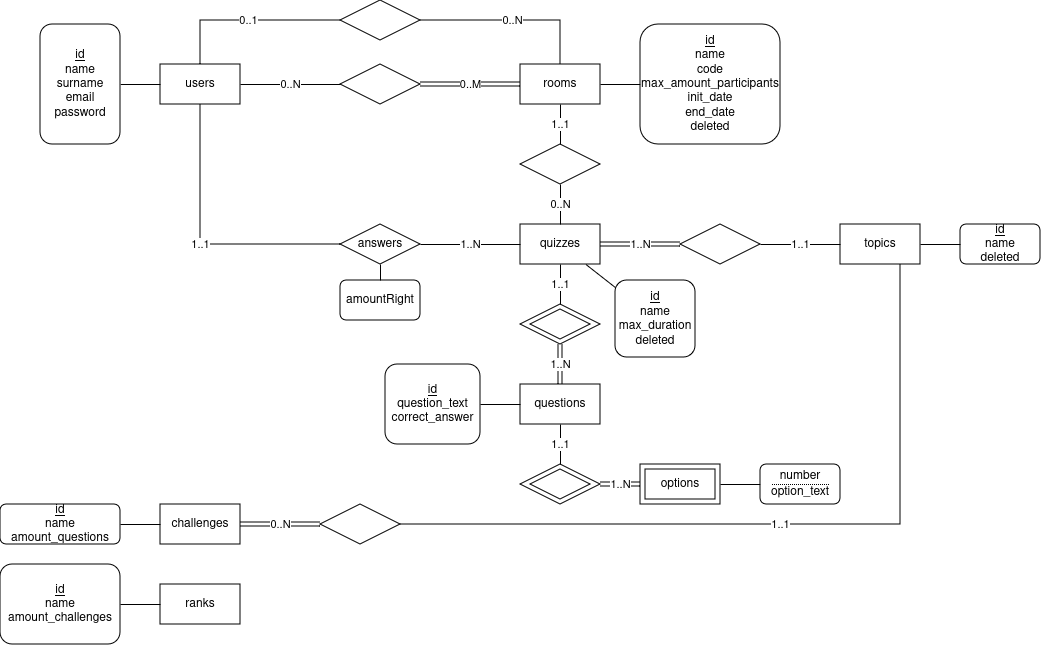 0..1
0..N
id
name
surname
email
password
users
0..N
0..M
rooms
id
name
code
max_amount_participants
init_date
end_date
deleted
1..1
0..N
1..1
answers
1..N
quizzes
1..N
1..1
topics
id
name
deleted
amountRight
1..1
id
name
max_duration
deleted
1..N
id
question_text
correct_answer
questions
1..1
1..N
options
number
option_text
id
name
amount_questions
challenges
0..N
1..1
id
name
amount_challenges
ranks